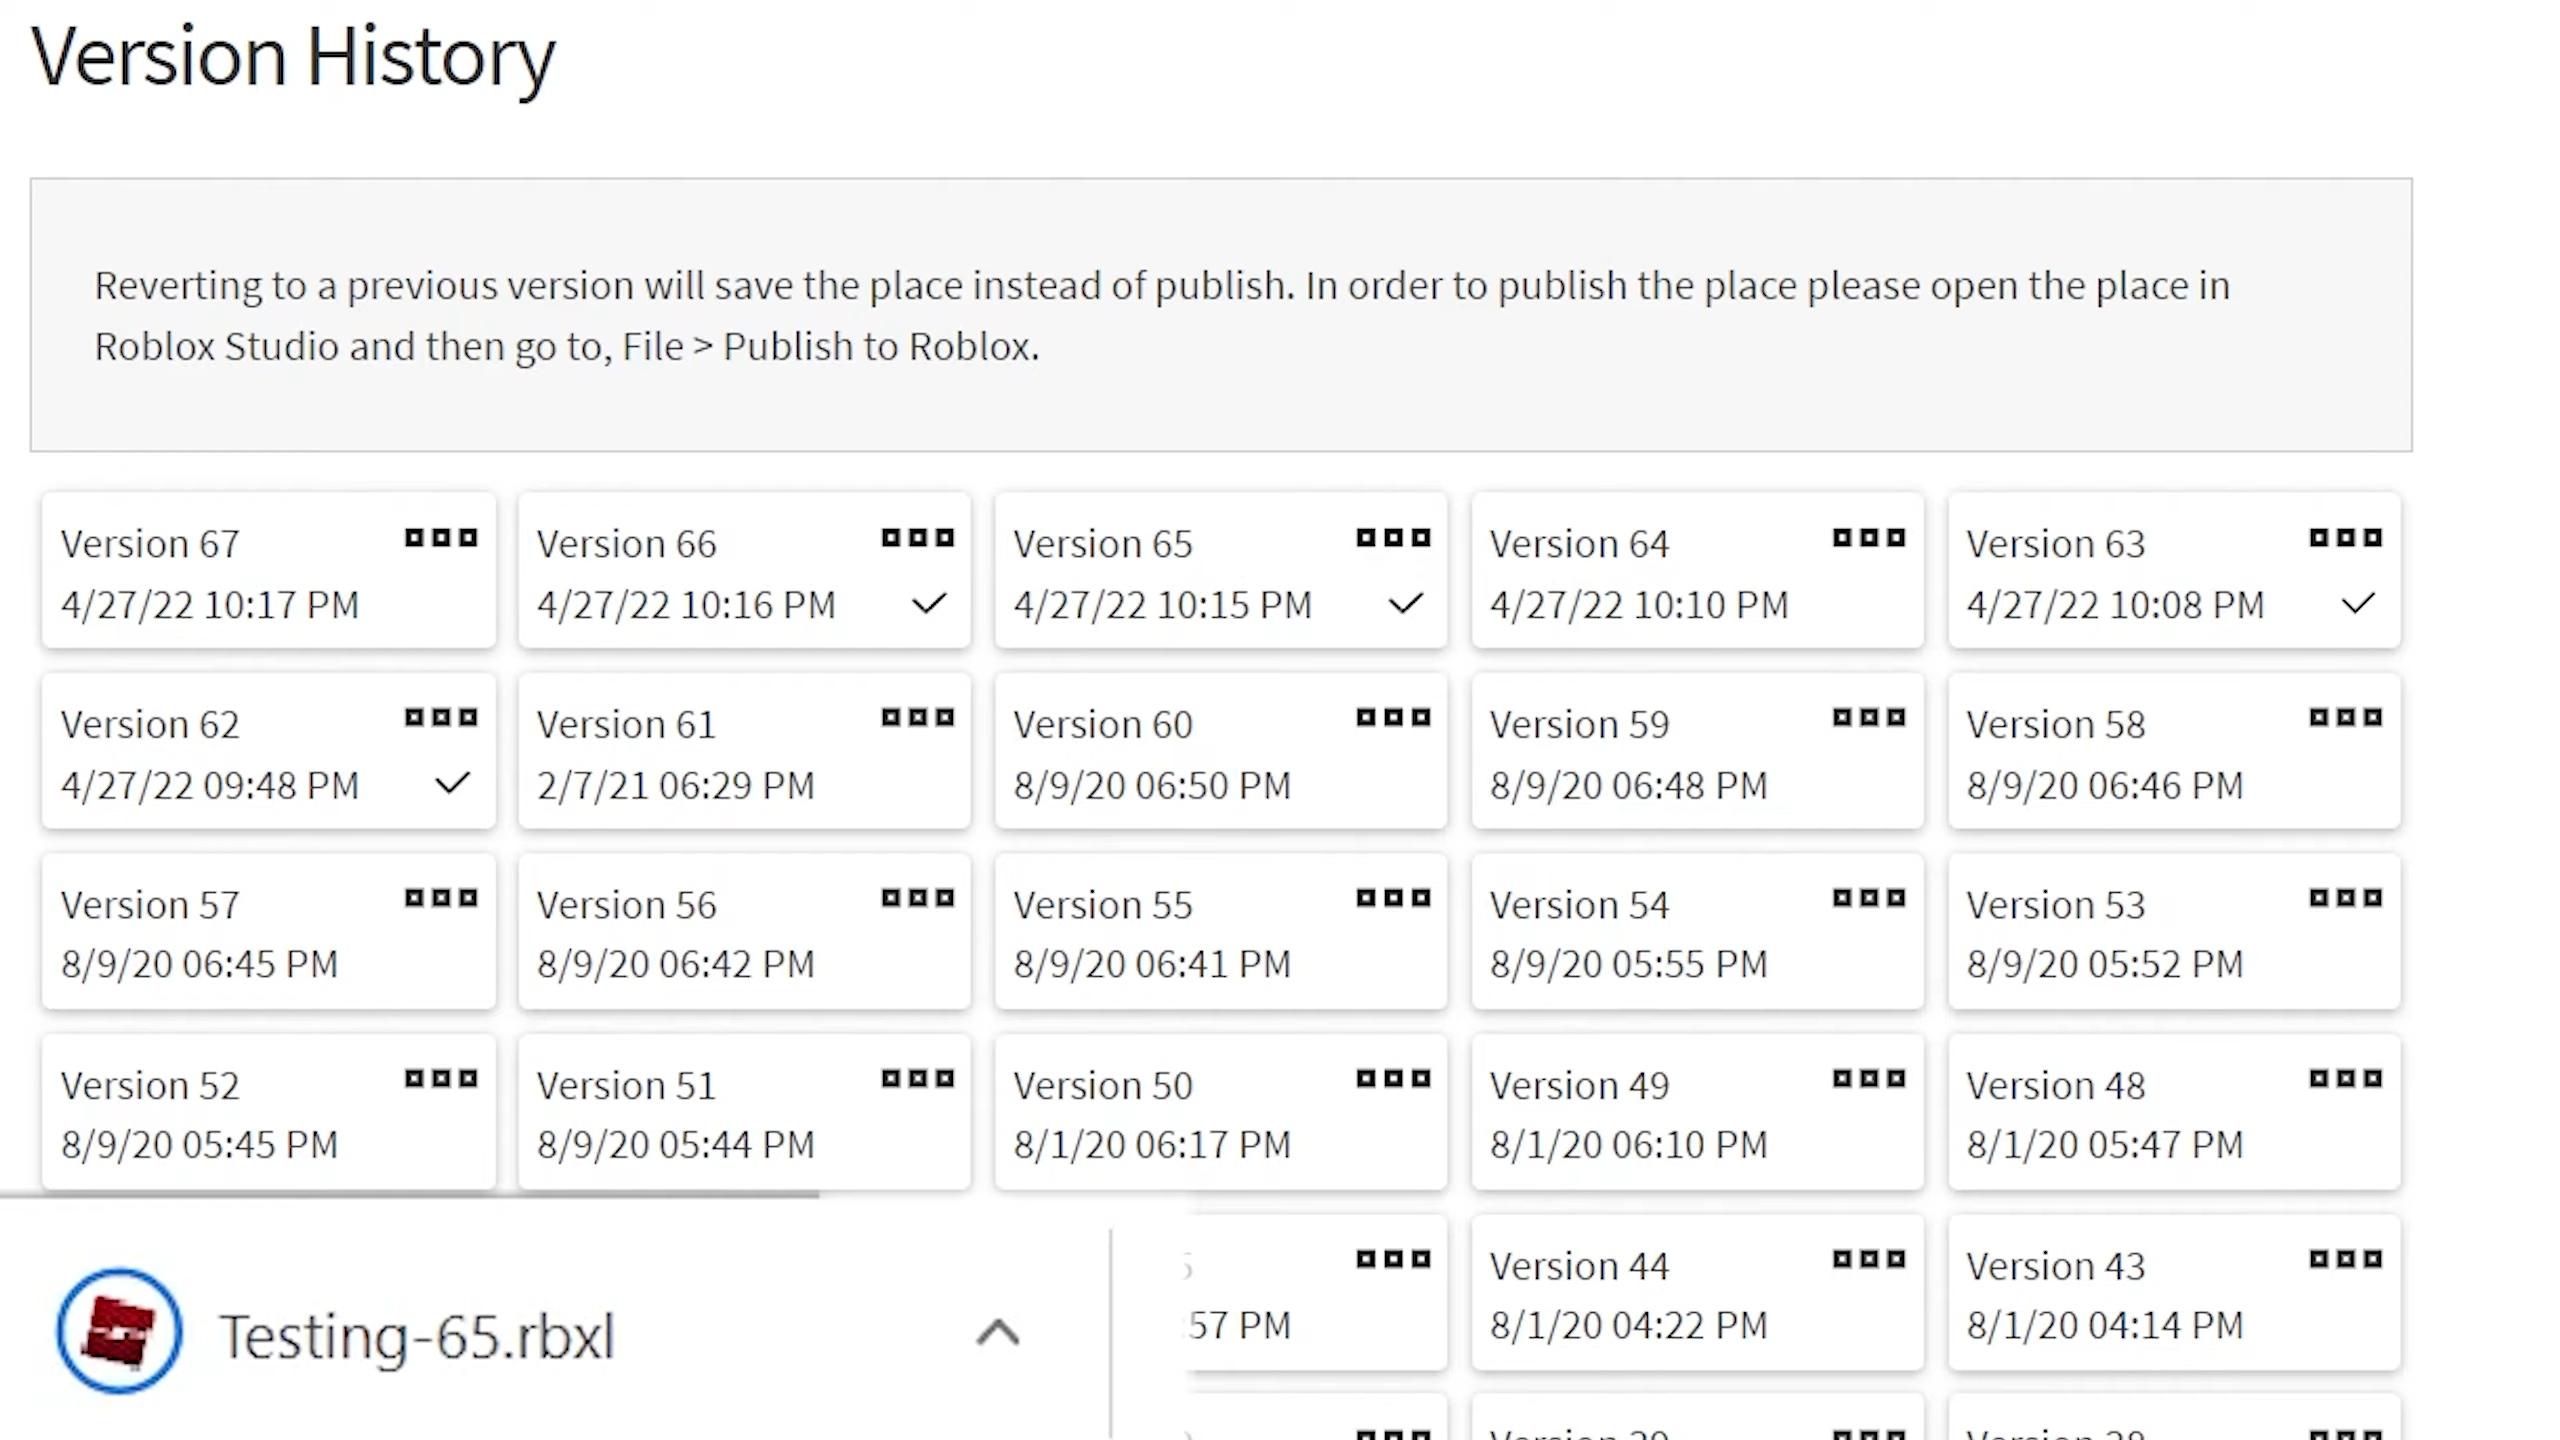 Version History
Reverting to a previous version will save the place instead of publish. In order to publish the place please open the place in
Roblox Studio and then go to, File > Publish to Roblox.
Version 67
4/27/22 10:17 PM
Version 66
4/27/22 10:16 PM
Version 65
4/27/22 10:15 PM
Version 64
4/27/22 10:10 PM
Version 63
4/27/22 10:08 PM
Version 62
4/27/22 09:48 PM
Version 61
2/7/21 06:29 PM
Version 60
8/9/20 06:50 PM
Version 59
8/9/20 06:48 PM
Version 58
8/9/20 06:46 PM
Version 57
8/9/20 06:45 PM
Version 56
8/9/20 06:42 PM
Version 55
8/9/20 06:41 PM
Version 54
8/9/20 05:55 PM
Version 53
8/9/20 05:52 PM
Version 52
8/9/20 05:45 PM
Version 51
8/9/20 05:44 PM
Version 50
8/1/20 06:17 PM
Version 49
8/1/20 06:10 PM
Version 48
8/1/20 05:47 PM
57 PM
Version 44
8/1/20 04:22 PM
Version 43
8/1/20 04:14 PM
Testing-65.rbxl